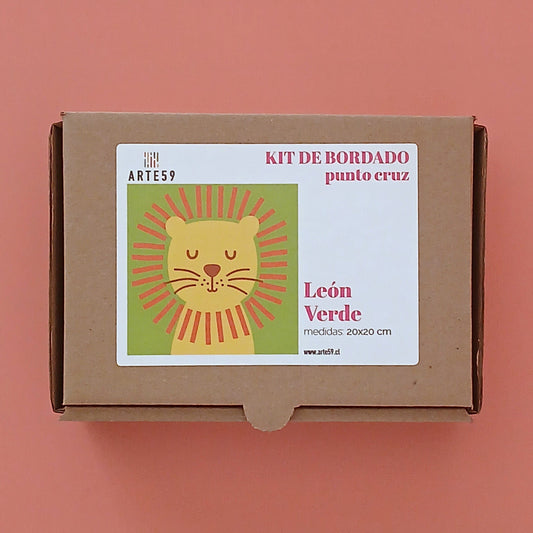 ARTE59
KIT DE BORDADO
punto cruz
León
Verde
medidas: 20x20 cm
www.arte59.cl